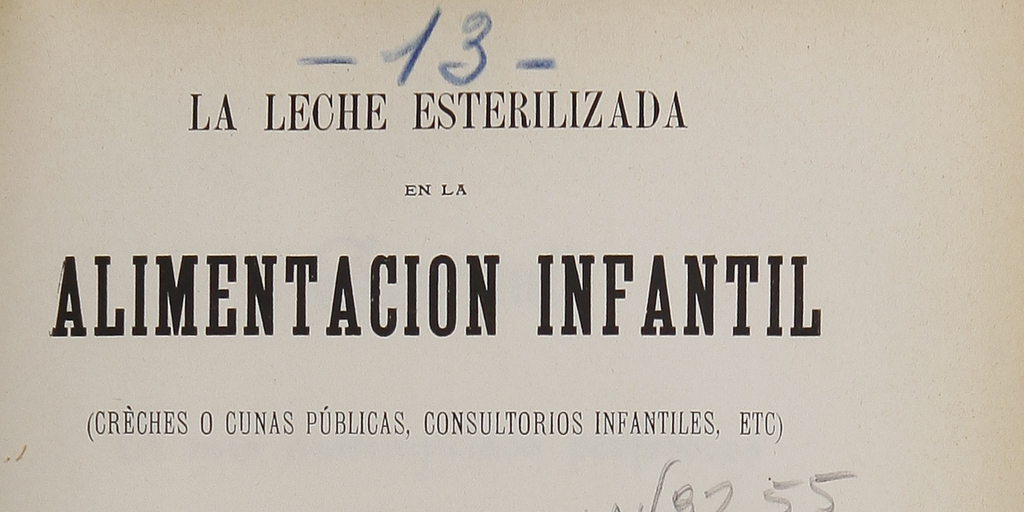 - 13 -
LA LECHE ESTERILIZADA
EN LA
ALIMENTACION INFANTIL
(CRÈCHES O CUNAS PÚBLICAS, CONSULTORIOS INFANTILES, ETC)